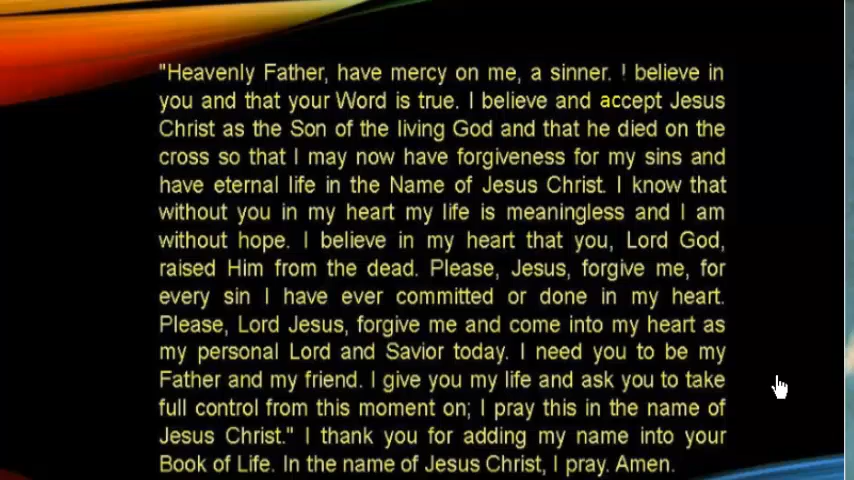 "Heavenly Father, have mercy on me, a sinner. I believe in
you and that your Word is true. I believe and accept Jesus
Christ as the Son of the living God and that he died on the
cross so that I may now have forgiveness for my sins and
have eternal life in the Name of Jesus Christ. I know that
without you in my heart my life is meaningless and I am
without hope. I believe in my heart that you, Lord God,
raised Him from the dead. Please, Jesus, forgive me, for
every sin I have ever committed or done in my heart.
Please, Lord Jesus, forgive me and come into my heart as
my personal Lord and Savior today. I need you to be my
Father and my friend. I give you my life and ask you to take
full control from this moment on; I pray this in the name of
Jesus Christ." I thank you for adding my name into your
Book of Life. In the name of Jesus Christ, I pray. Amen.